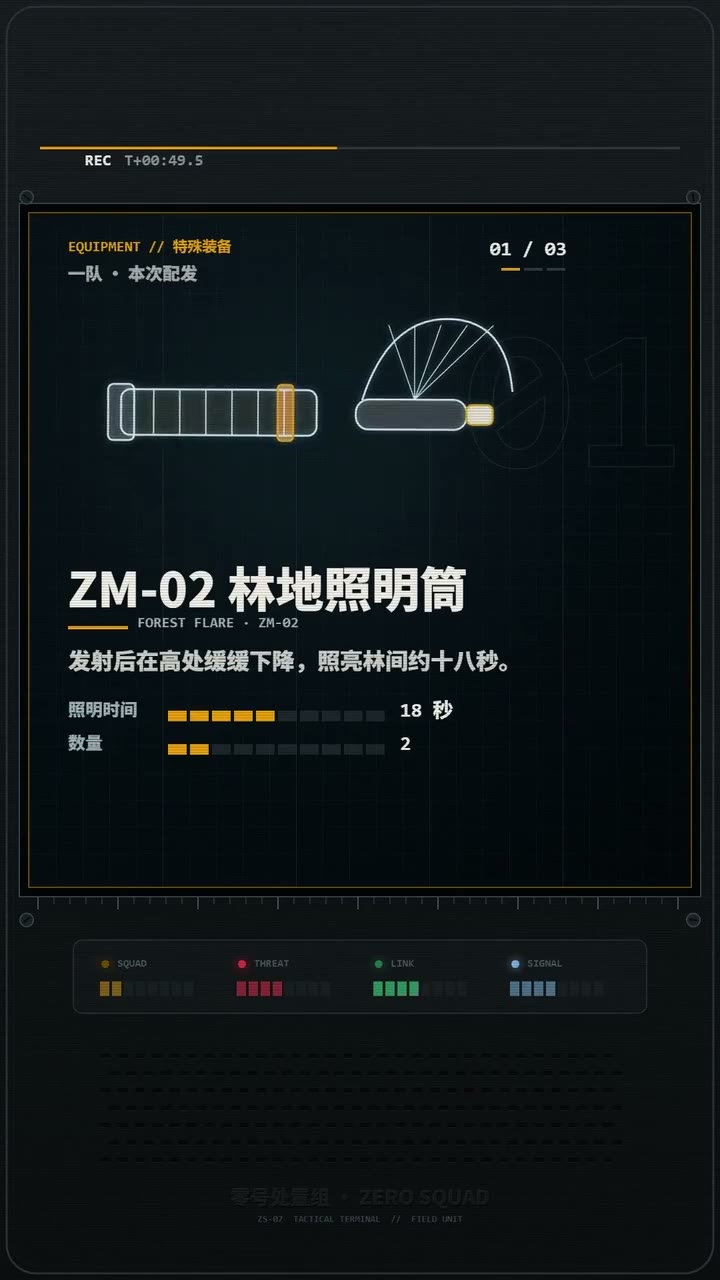 REC T+00:49.5
EQUIPMENT // 特殊装备
01 / 03
一队 · 本次配发
01
ZM-02 林地照明筒
FOREST FLARE · ZM-02
发射后在高处缓缓下降，照亮林间约十八秒。
照明时间 18 秒
数量 2
SQUAD THREAT LINK SIGNAL
零号处置组 · ZERO SQUAD
ZS-07 TACTICAL TERMINAL // FIELD UNIT